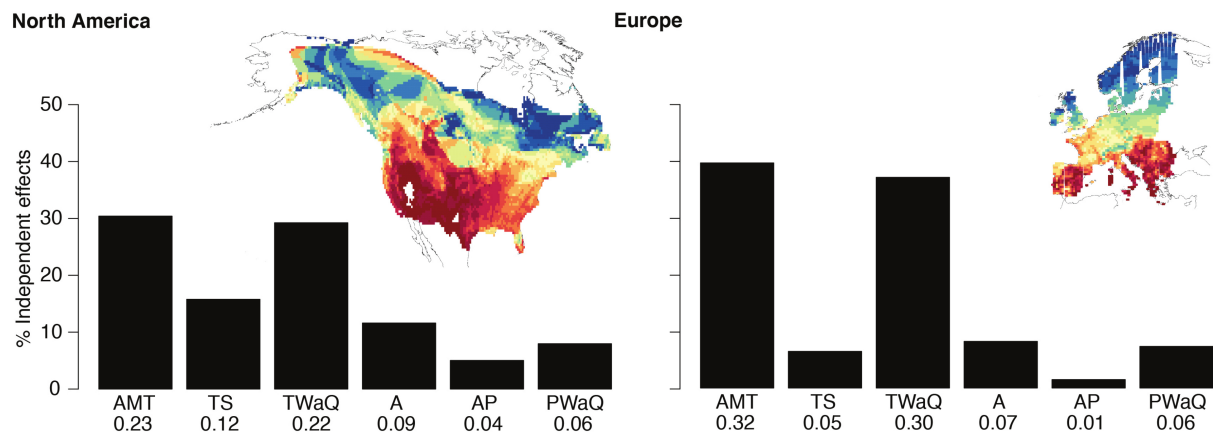 North America
Europe
% Independent effects
50
40
30
20
10
0
AMT TS TWaQ A AP PWaQ
0.23 0.12 0.22 0.09 0.04 0.06
AMT TS TWaQ A AP PWaQ
0.32 0.05 0.30 0.07 0.01 0.06